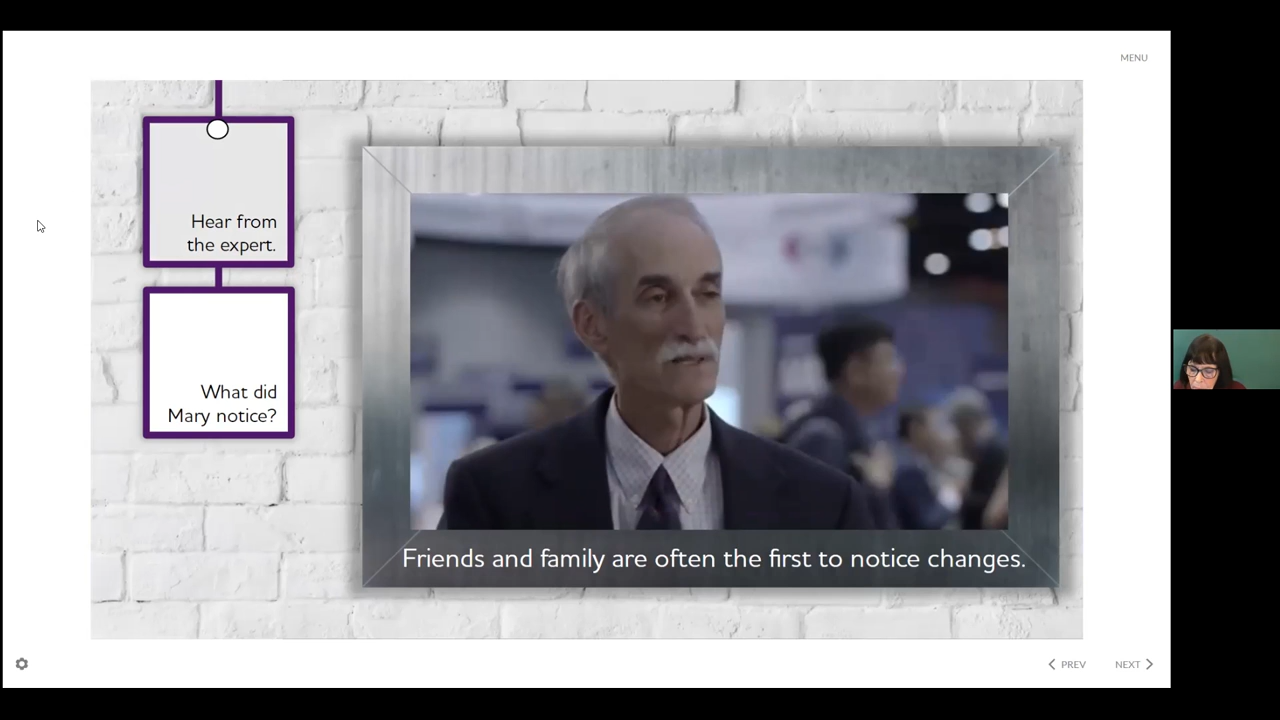 MENU
Hear from
the expert.
What did
Mary notice?
Friends and family are often the first to notice changes.
PREV
NEXT